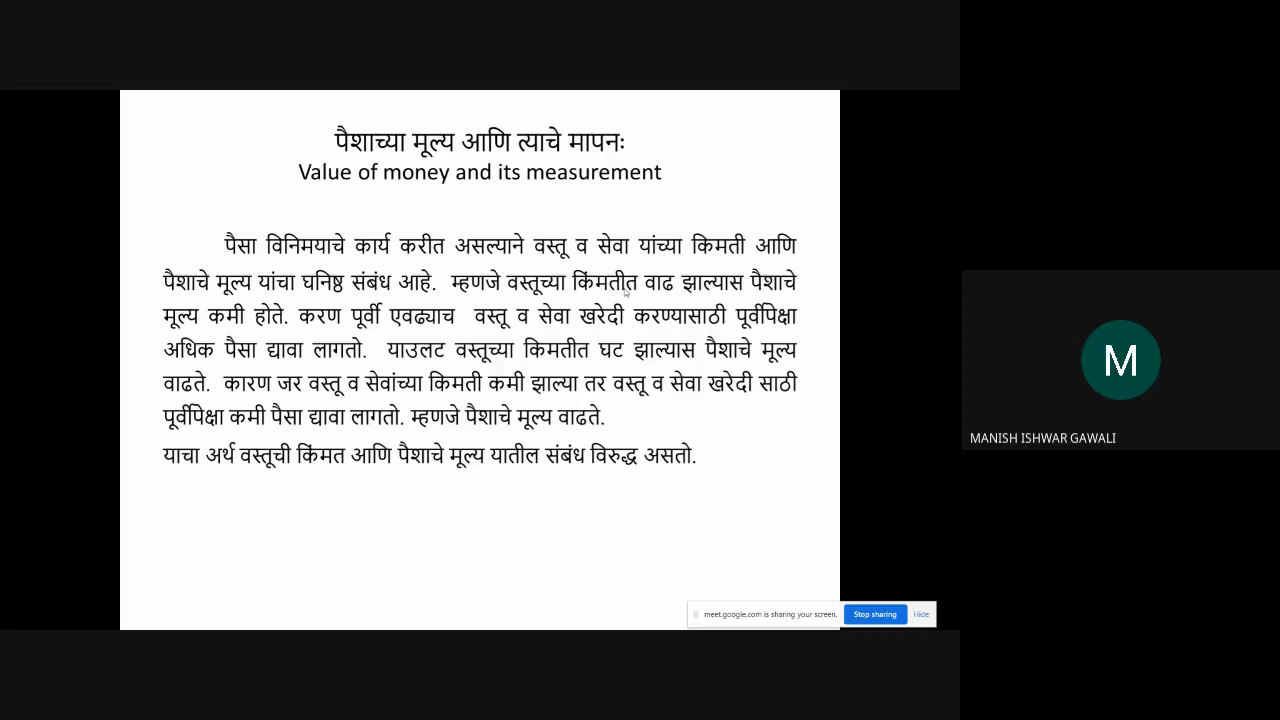 पैशाच्या मूल्य आणि त्याचे मापनः
Value of money and its measurement
पैसा विनिमयाचे कार्य करीत असल्याने वस्तू व सेवा यांच्या किमती आणि
पैशाचे मूल्य यांचा घनिष्ठ संबंध आहे. म्हणजे वस्तूच्या किंमतीत वाढ झाल्यास पैशाचे
मूल्य कमी होते. करण पूर्वी एवढ्याच वस्तू व सेवा खरेदी करण्यासाठी पूर्वीपेक्षा
अधिक पैसा द्यावा लागतो. याउलट वस्तूच्या किमतीत घट झाल्यास पैशाचे मूल्य
वाढते. कारण जर वस्तू व सेवांच्या किमती कमी झाल्या तर वस्तू व सेवा खरेदी साठी
पूर्वीपेक्षा कमी पैसा द्यावा लागतो. म्हणजे पैशाचे मूल्य वाढते.
याचा अर्थ वस्तूची किंमत आणि पैशाचे मूल्य यातील संबंध विरुद्ध असतो.
M
MANISH ISHWAR GAWALI
meet.google.com is sharing your screen. Stop sharing Hide